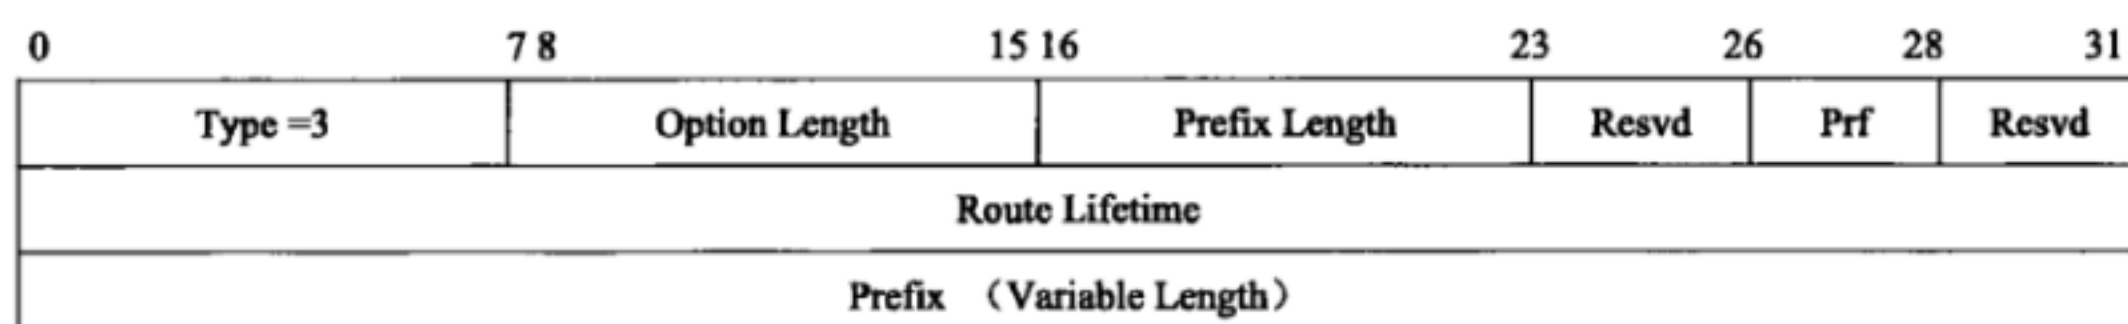 0 7 8 15 16 23 26 28 31
Type =3 Option Length Prefix Length Resvd Prf Resvd
Route Lifetime
Prefix （Variable Length）